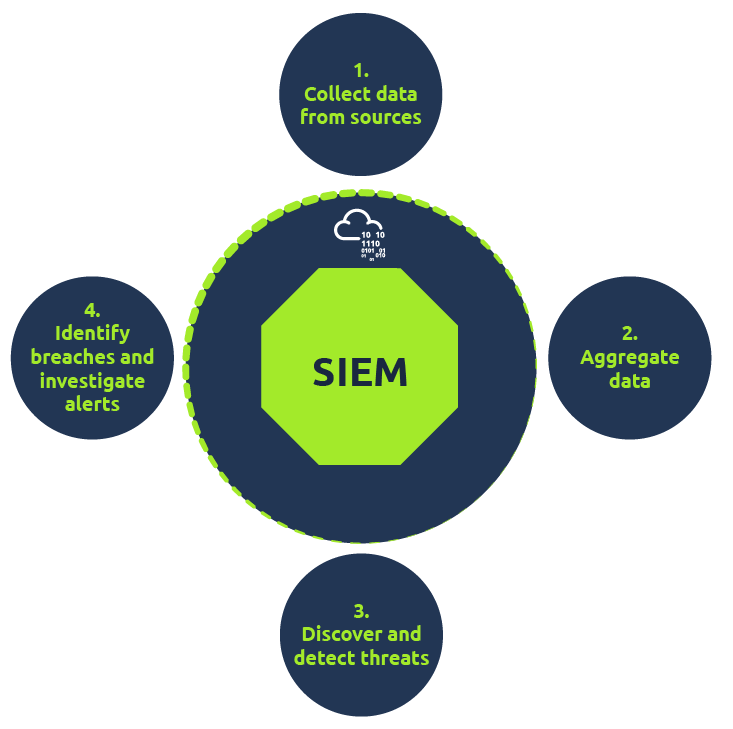 1.
Collect data
from sources
10 10
1110
0101 01
01 01 010
SIEM
4.
Identify
breaches and
investigate
alerts
2.
Aggregate
data
3.
Discover and
detect threats